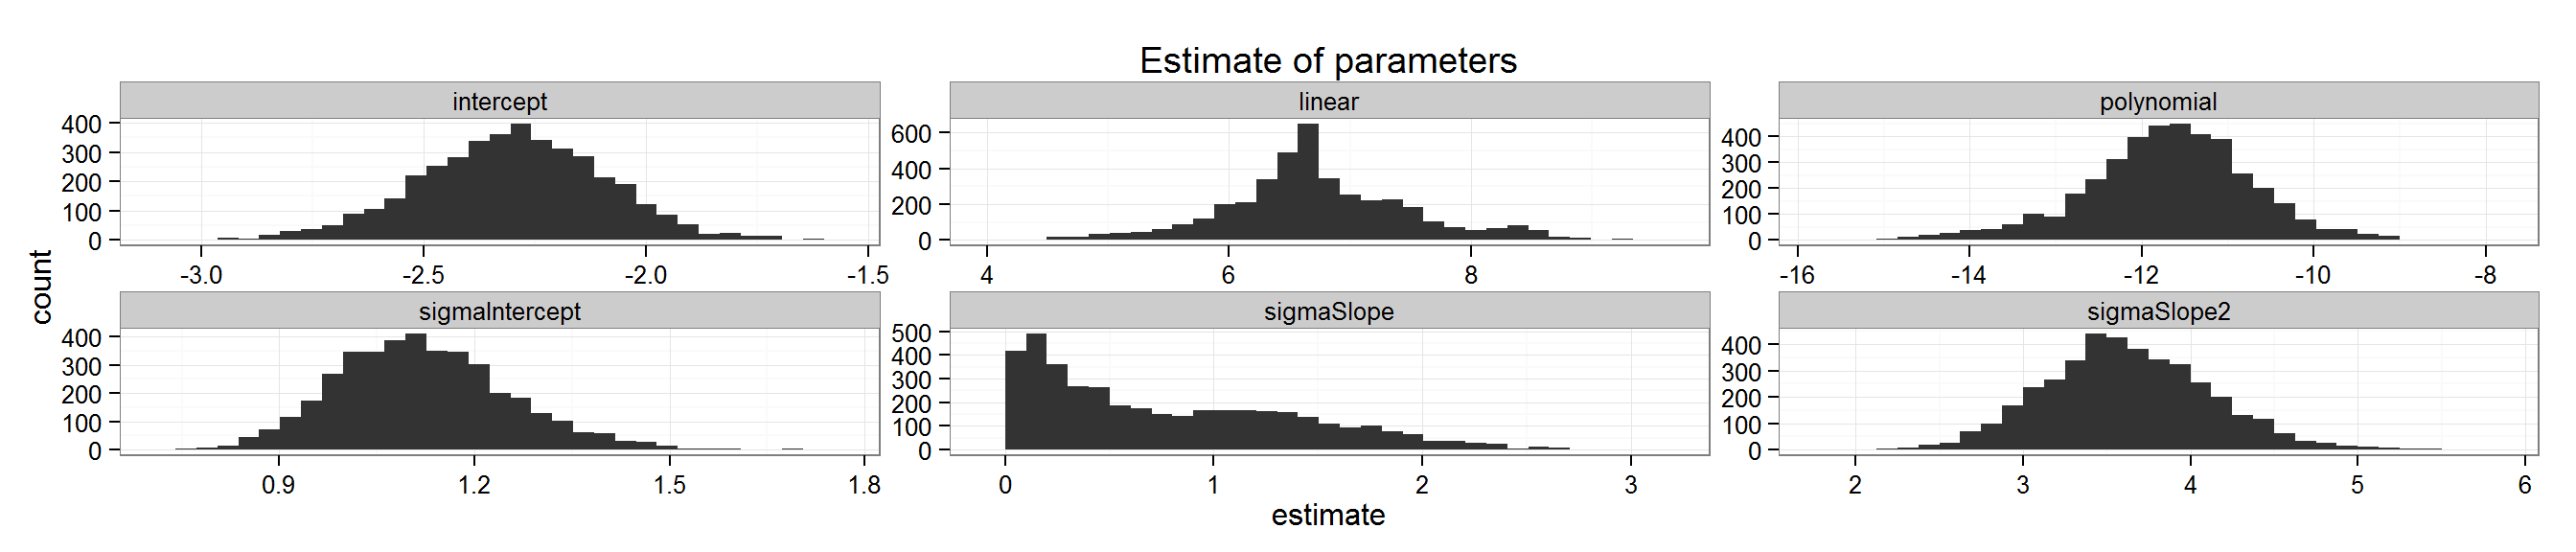 Estimate of parameters
intercept
linear
polynomial
400
300
200
100
0
-3.0 -2.5 -2.0 -1.5
600
400
200
0
4 6 8
400
300
200
100
0
-16 -14 -12 -10 -8
count
sigmaIntercept
sigmaSlope
sigmaSlope2
400
300
200
100
0
0.9 1.2 1.5 1.8
500
400
300
200
100
0
0 1 2 3
400
300
200
100
0
2 3 4 5 6
estimate